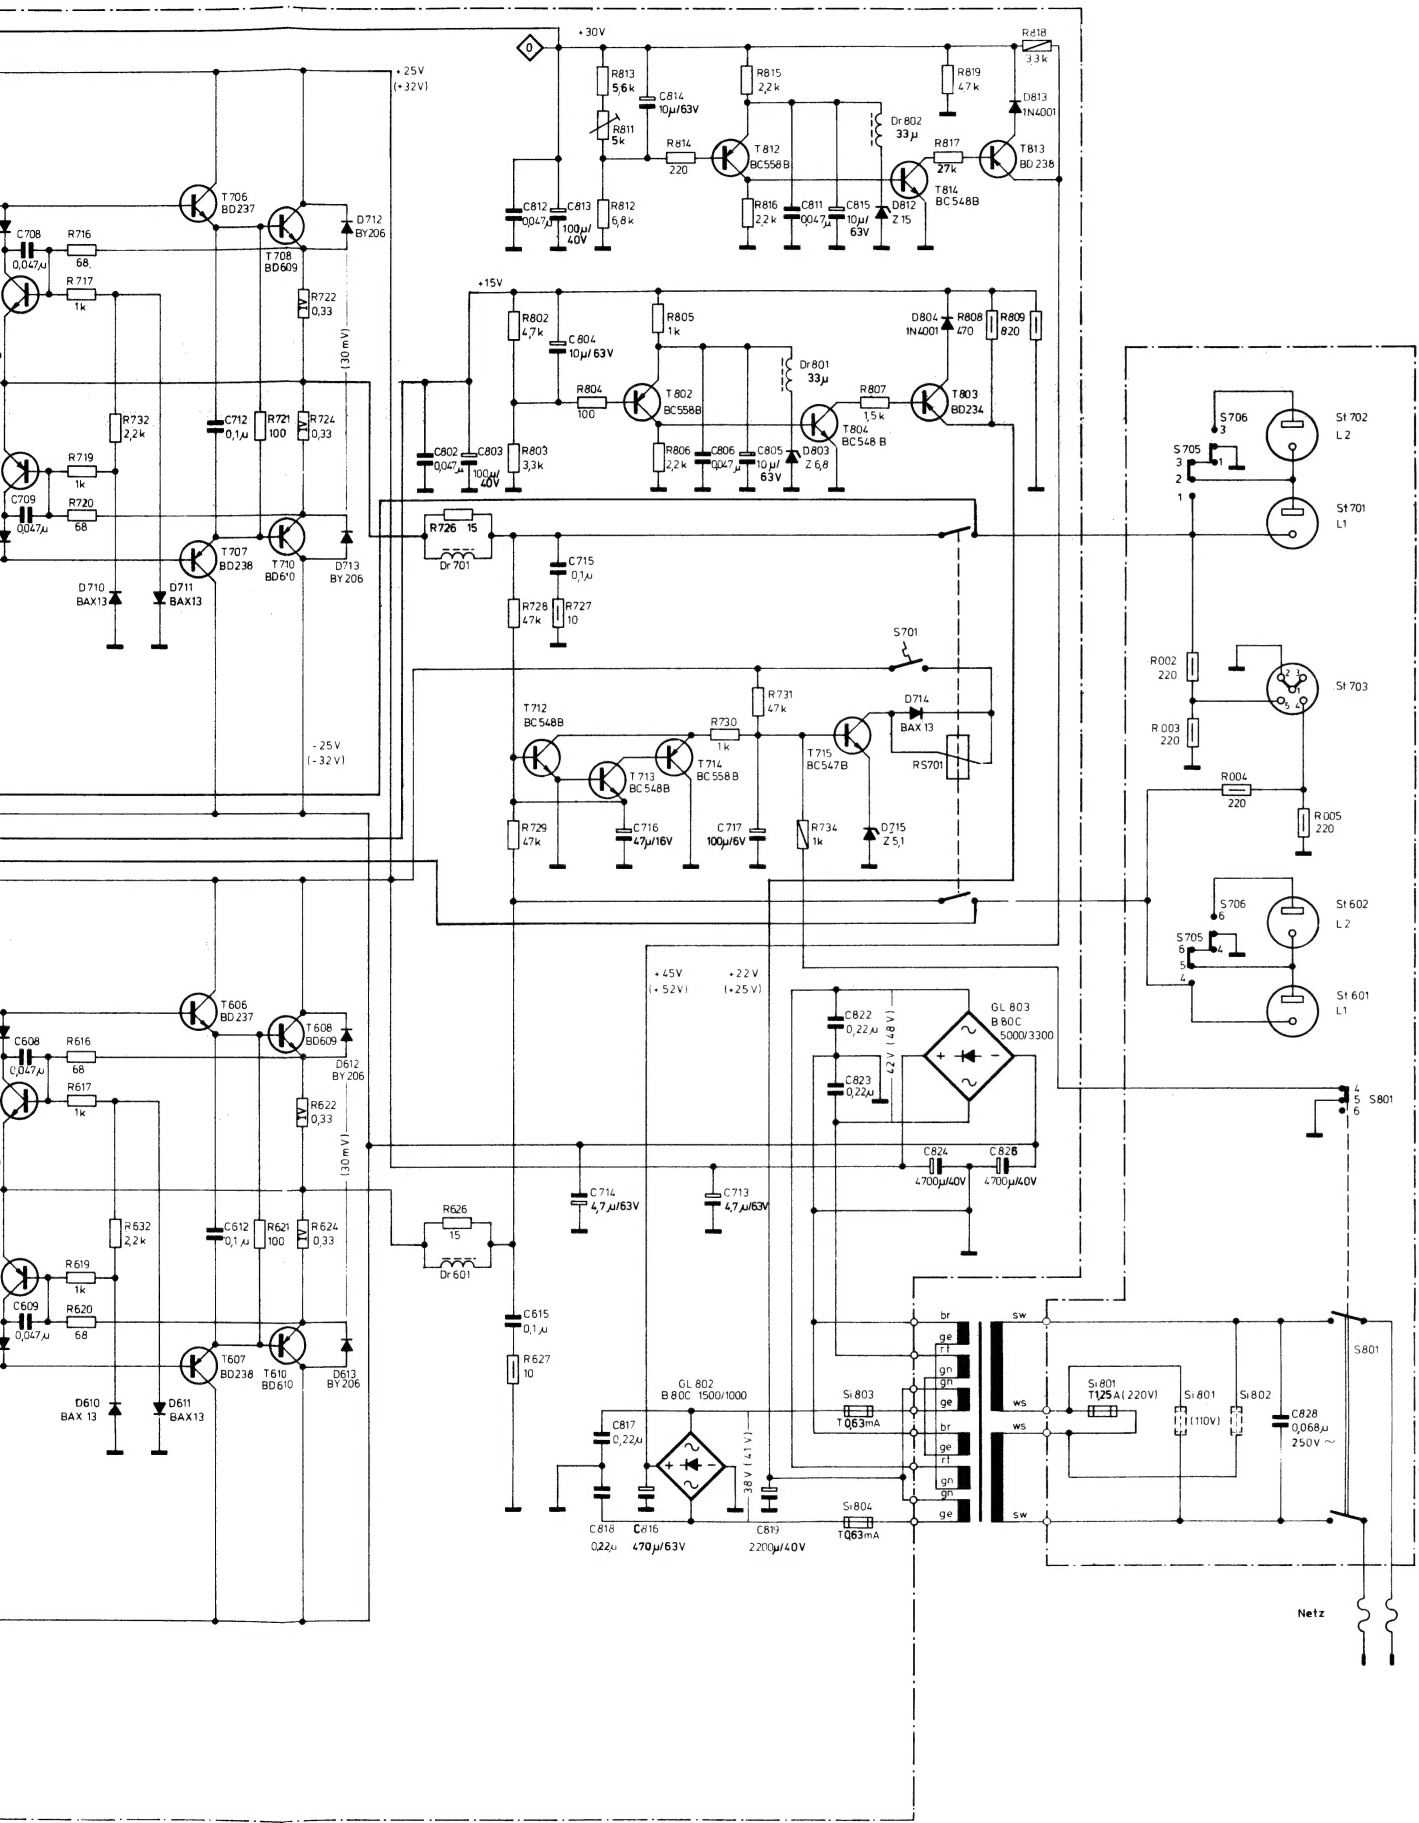 0
+30V
R818
3,3k
+25V
(+32V)
R813
5,6k
C814
10µ/63V
R815
2,2k
R819
4,7k
D813
1N4001
R811
5k
Dr802
33µ
R814
220
T812
BC558B
R817
27k
T813
BD238
T706
BD237
C812
0,047µ
C813
100µ/
40V
R812
6,8k
R816
2,2k
C811
0,047µ
C815
10µ/
63V
D812
Z15
T814
BC548B
D712
BY206
C708
0,047µ
R716
68
T708
BD609
R717
1k
R722
0,33
+15V
R802
4,7k
C804
10µ/63V
R805
1k
D804
1N4001
R808
470
R809
820
(30mV)
Dr801
33µ
R804
100
T802
BC558B
R807
1,5k
T803
BD234
S706
3
St702
L2
R732
2,2k
C712
0,1µ
R721
100
R724
0,33
T804
BC548B
S705
3
1
2
R719
1k
C802
0,047µ
C803
100µ/
40V
R803
3,3k
R806
2,2k
C806
0,047µ
C805
10µ/
63V
D803
Z6,8
1
St701
L1
C709
0,047µ
R720
68
R726 15
Dr701
T707
BD238
T710
BD610
D713
BY206
C715
0,1µ
D710
BAX13
D711
BAX13
R728
47k
R727
10
S701
R002
220
2 3
1
5 4
St703
R731
47k
D714
BAX13
T712
BC548B
R730
1k
R003
220
-25V
(-32V)
T713
BC548B
T714
BC558B
T715
BC547B
RS701
R004
220
R005
220
R729
47k
C716
47µ/16V
C717
100µ/6V
R734
1k
D715
Z5,1
S706
6
St602
L2
S705
6
4
5
4
+45V
(+52V)
+22V
(+25V)
St601
L1
T606
BD237
T608
BD609
C822
0,22µ
42V (48V)
GL803
B80C
5000/3300
C608
0,047µ
R616
68
D612
BY206
C823
0,22µ
R617
1k
R622
0,33
4
5
6
S801
(30mV)
C824
4700µ/40V
C826
4700µ/40V
C714
4,7µ/63V
C713
4,7µ/63V
R632
2,2k
C612
0,1µ
R621
100
R624
0,33
R626
15
Dr601
R619
1k
C609
0,047µ
R620
68
C615
0,1µ
br
ge
rt
gn
gn
ge
br
ge
rt
gn
gn
ge
sw
ws
ws
sw
S801
T607
BD238
T610
BD610
D613
BY206
R627
10
GL802
B80C 1500/1000
Si803
T0,63mA
Si801
T1,25A(220V)
Si801
(110V)
Si802
D610
BAX13
D611
BAX13
C817
0,22µ
38V (41V)
C828
0,068µ
250V ~
C818
0,22µ
C816
470µ/63V
C819
2200µ/40V
Si804
T0,63mA
Netz